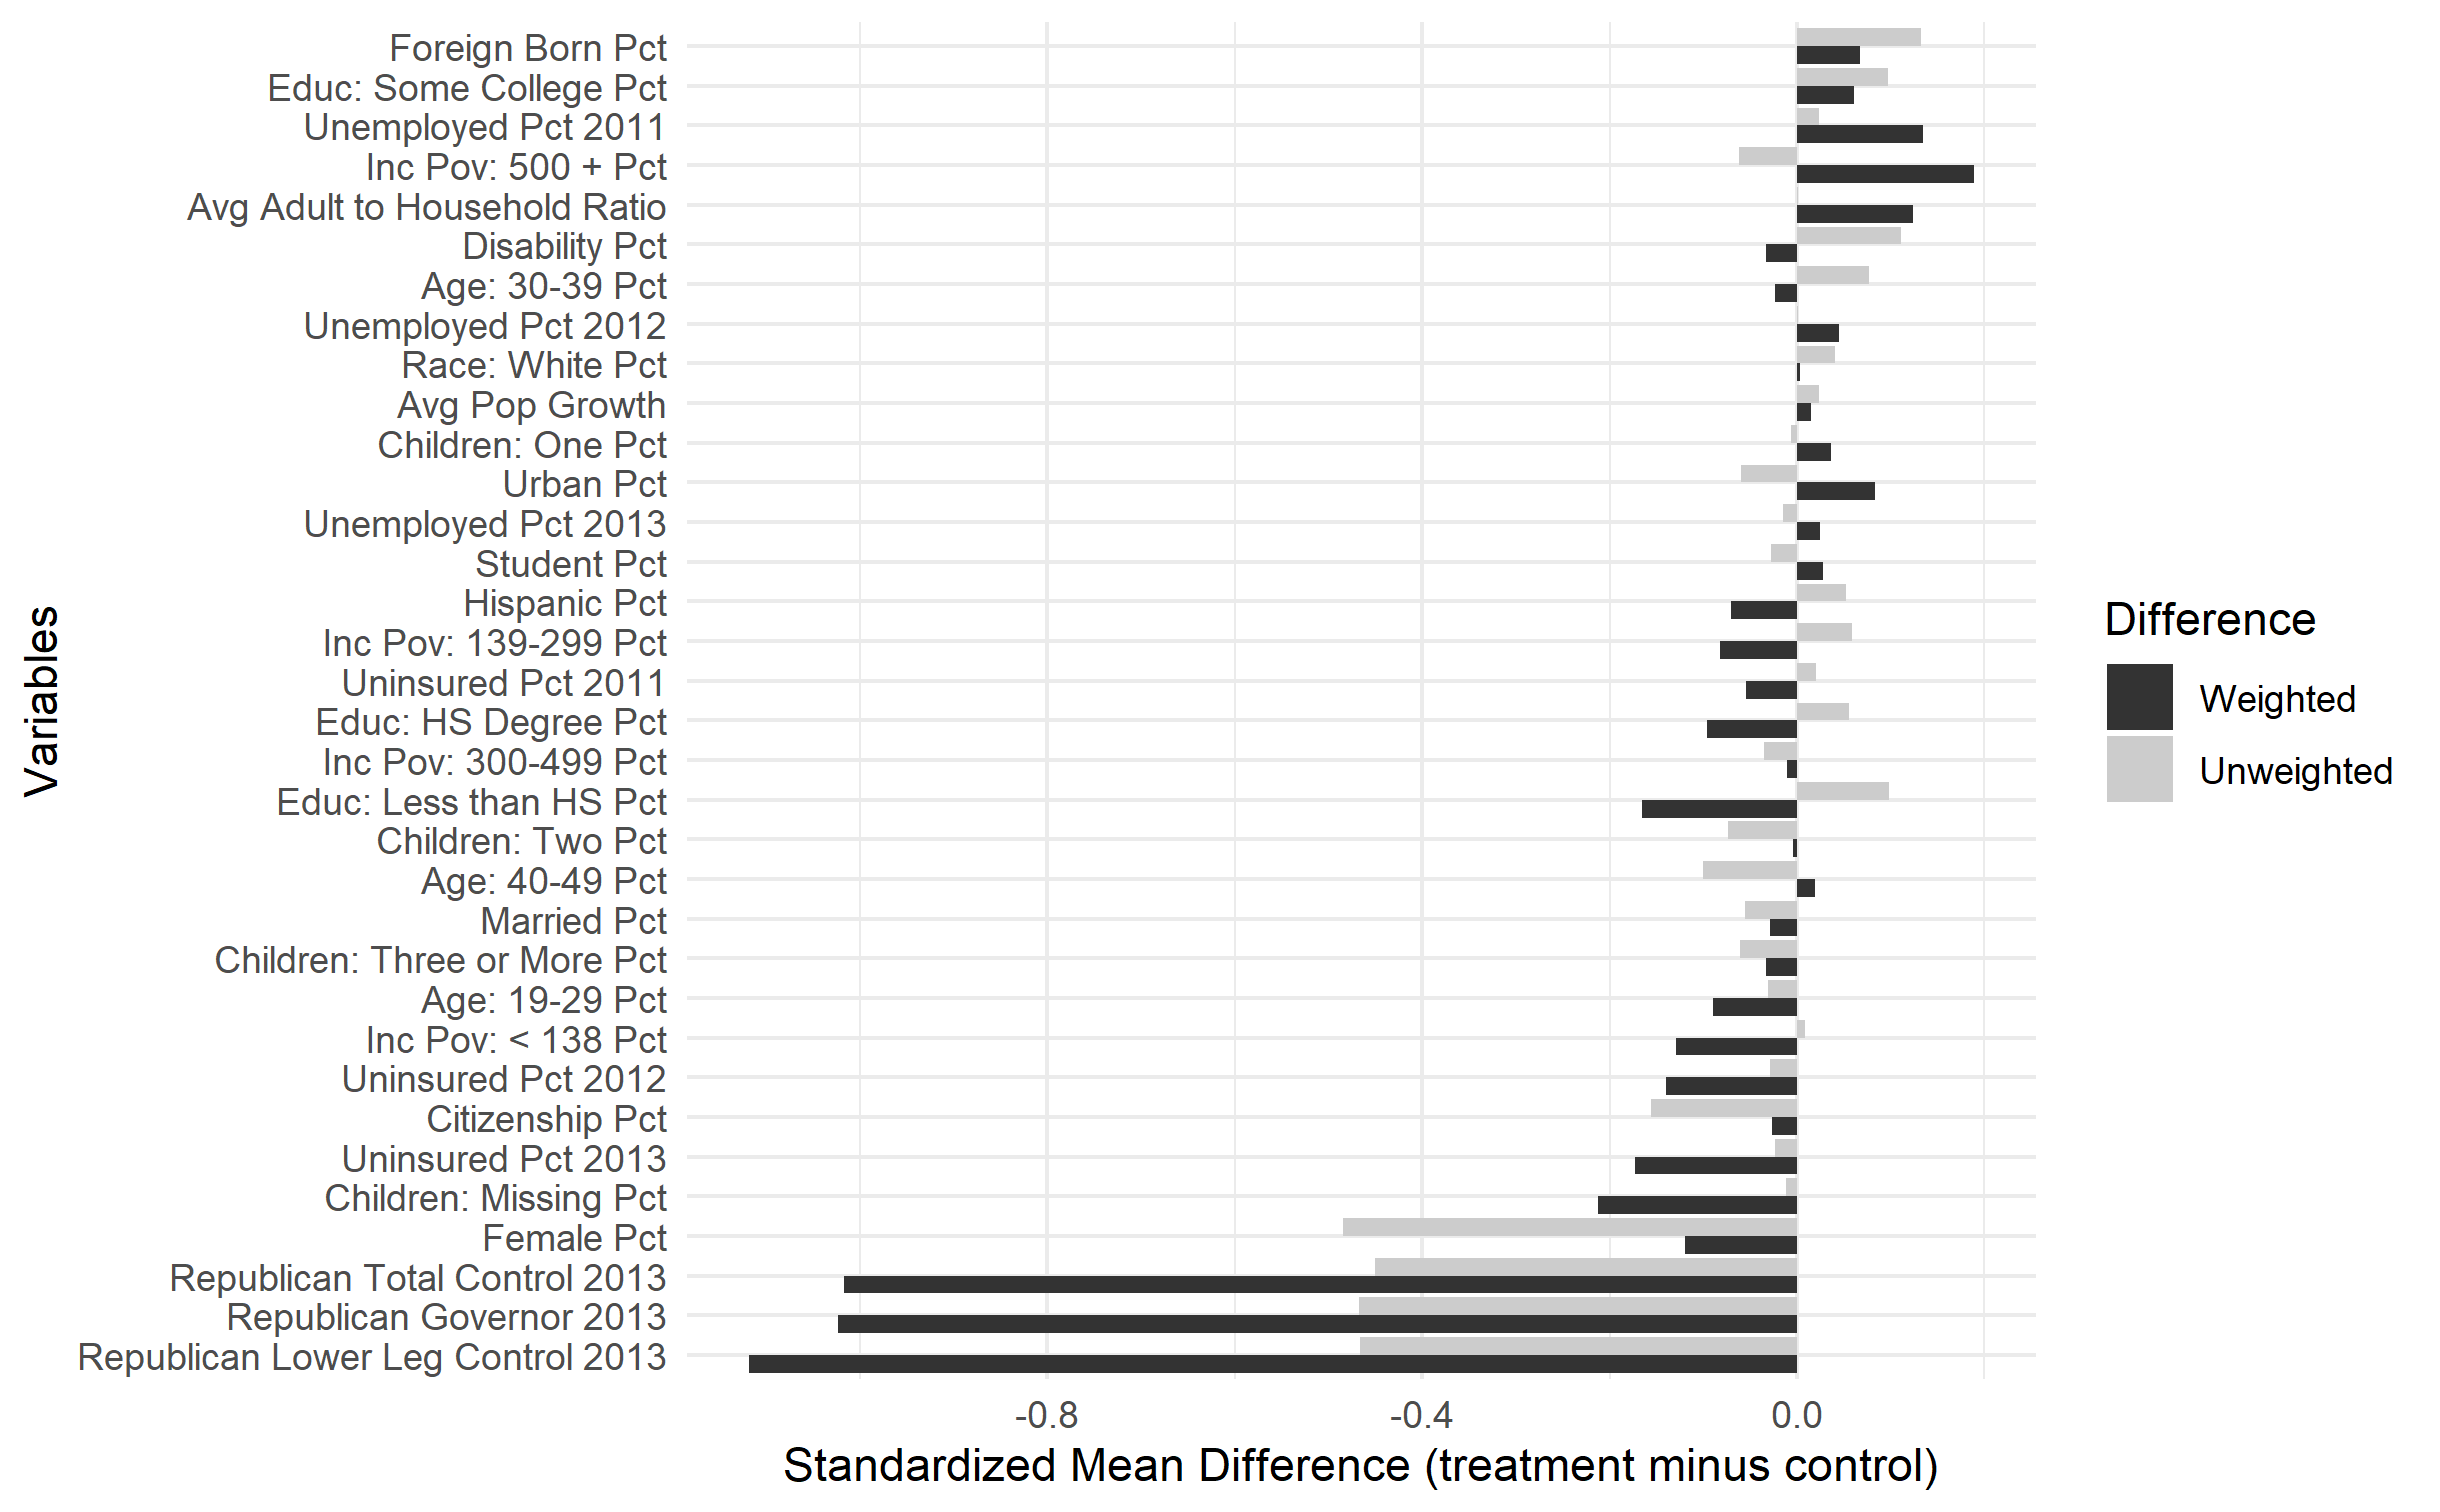 Foreign Born Pct
Educ: Some College Pct
Unemployed Pct 2011
Inc Pov: 500 + Pct
Avg Adult to Household Ratio
Disability Pct
Age: 30-39 Pct
Unemployed Pct 2012
Race: White Pct
Avg Pop Growth
Children: One Pct
Urban Pct
Unemployed Pct 2013
Student Pct
Hispanic Pct
Inc Pov: 139-299 Pct
Uninsured Pct 2011
Educ: HS Degree Pct
Inc Pov: 300-499 Pct
Educ: Less than HS Pct
Children: Two Pct
Age: 40-49 Pct
Married Pct
Children: Three or More Pct
Age: 19-29 Pct
Inc Pov: < 138 Pct
Uninsured Pct 2012
Citizenship Pct
Uninsured Pct 2013
Children: Missing Pct
Female Pct
Republican Total Control 2013
Republican Governor 2013
Republican Lower Leg Control 2013
Variables
-0.8 -0.4 0.0
Standardized Mean Difference (treatment minus control)
Difference
Weighted
Unweighted